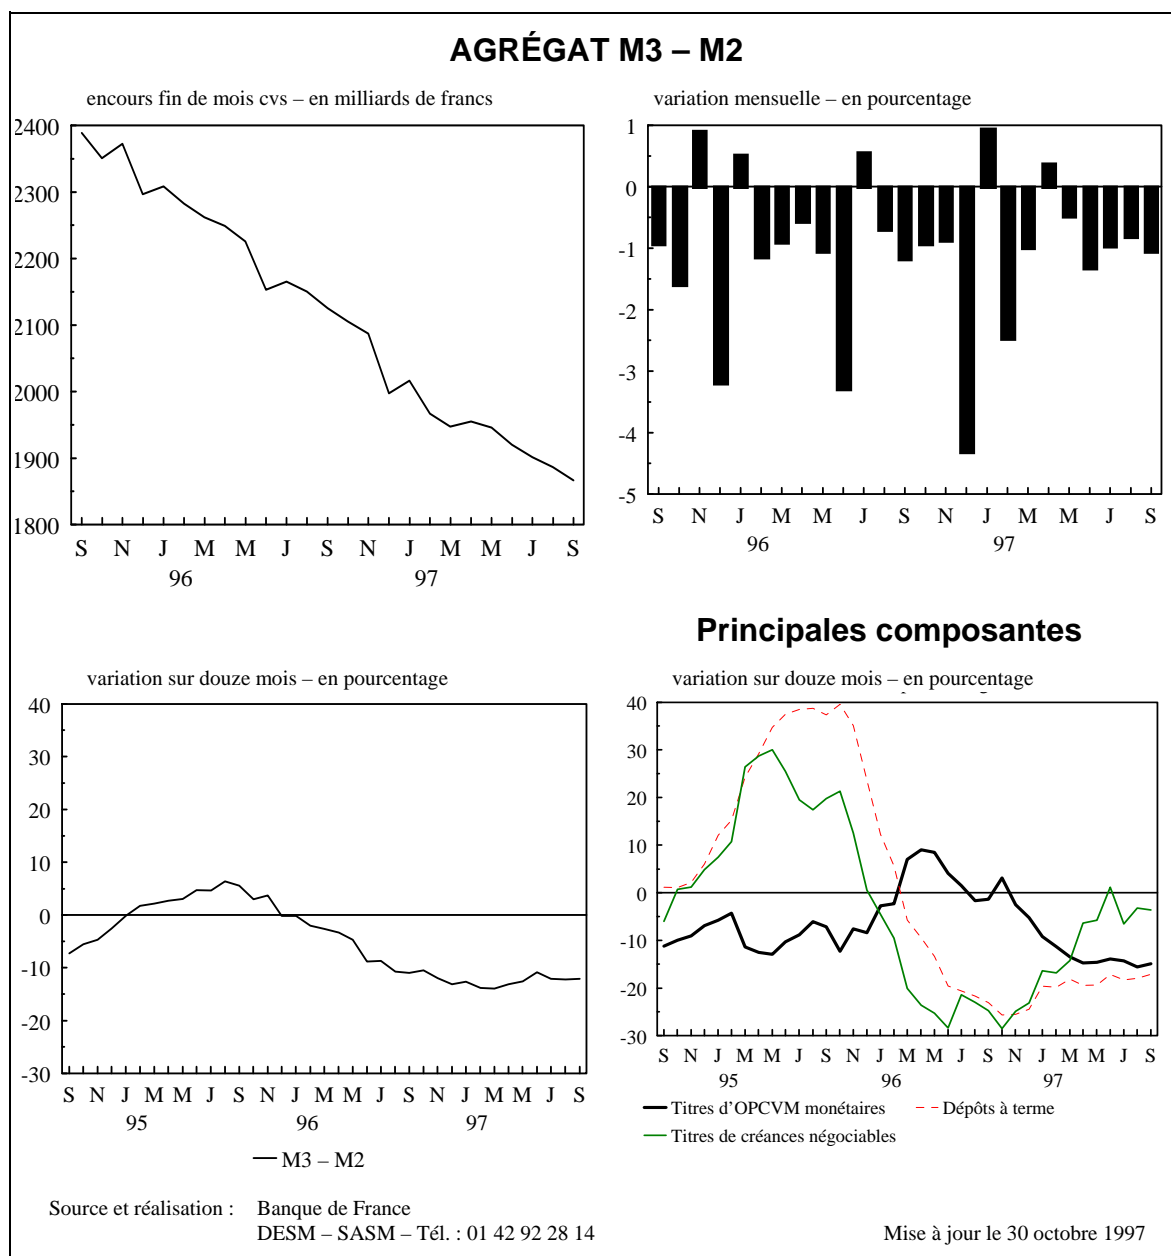 AGRÉGAT M3 – M2
encours fin de mois cvs – en milliards de francs
2400
2300
2200
2100
2000
1900
1800
S N J M M J S N J M M J S
96 97
variation mensuelle – en pourcentage
1
0
-1
-2
-3
-4
-5
S N J M M J S N J M M J S
96 97
variation sur douze mois – en pourcentage
40
30
20
10
0
-10
-20
-30
S N J M M J S N J M M J S N J M M J S
95 96 97
M3 – M2
Principales composantes
variation sur douze mois – en pourcentage
40
30
20
10
0
-10
-20
-30
S N J M M J S N J M M J S N J M M J S
95 96 97
Titres d'OPCVM monétaires Dépôts à terme
Titres de créances négociables
Source et réalisation : Banque de France
DESM – SASM – Tél. : 01 42 92 28 14 Mise à jour le 30 octobre 1997